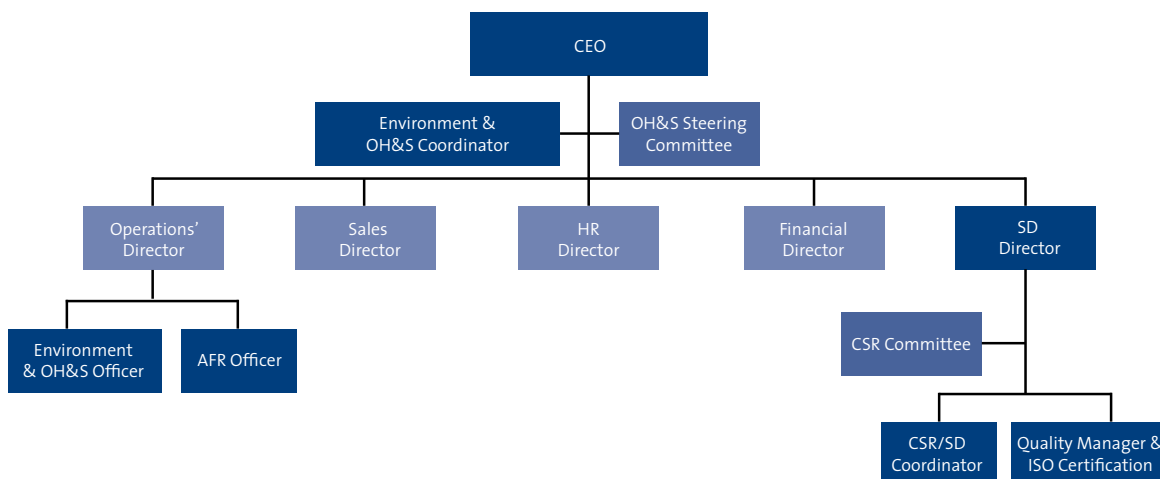 CEO
Environment &
OH&S Coordinator
OH&S Steering
Committee
Operations’
Director
Sales
Director
HR
Director
Financial
Director
SD
Director
Environment
& OH&S Officer
AFR Officer
CSR Committee
CSR/SD
Coordinator
Quality Manager &
ISO Certification